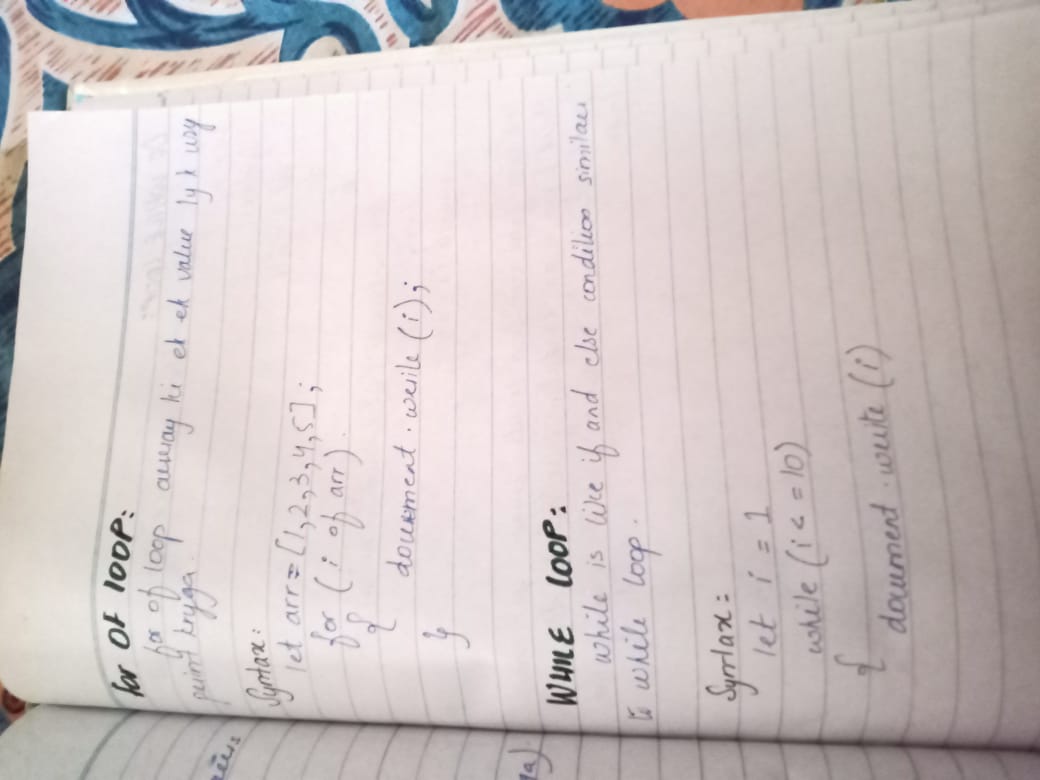 for OF lOOP:
for of loop array ki ek ek value ly k usy
print kryga.
Syntax:
let arr = [1,2,3,4,5];
for (i of arr)
{
document.write (i);
}
WHILE LOOP:
while is like if and else condition similar
to while loop.
Syntax:
let i = 1
while (i <= 10)
{
document.write (i)